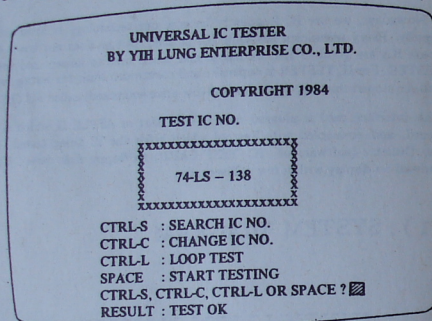 UNIVERSAL IC TESTER
BY YIH LUNG ENTERPRISE CO., LTD.
COPYRIGHT 1984
TEST IC NO.
xxxxxxxxxxxxxxxxxxxxxxx
74-LS – 138
xxxxxxxxxxxxxxxxxxxxxxx
CTRL-S : SEARCH IC NO.
CTRL-C : CHANGE IC NO.
CTRL-L : LOOP TEST
SPACE : START TESTING
CTRL-S, CTRL-C, CTRL-L OR SPACE ?
RESULT : TEST OK